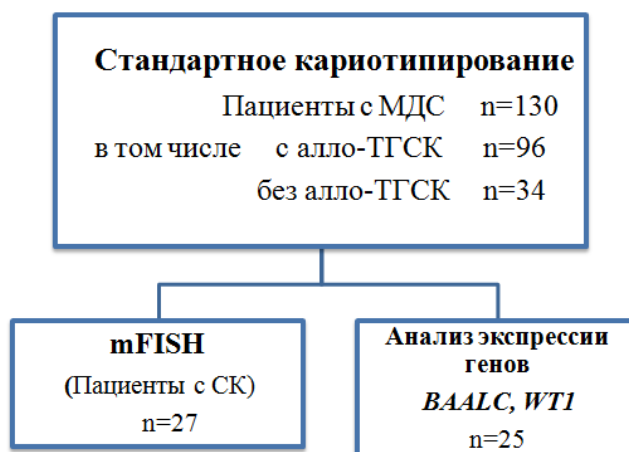 Стандартное кариотипирование
Пациенты с МДС n=130
в том числе с алло-ТГСК n=96
без алло-ТГСК n=34
mFISH
(Пациенты с СК)
n=27
Анализ экспрессии
генов
BAALC, WT1
n=25